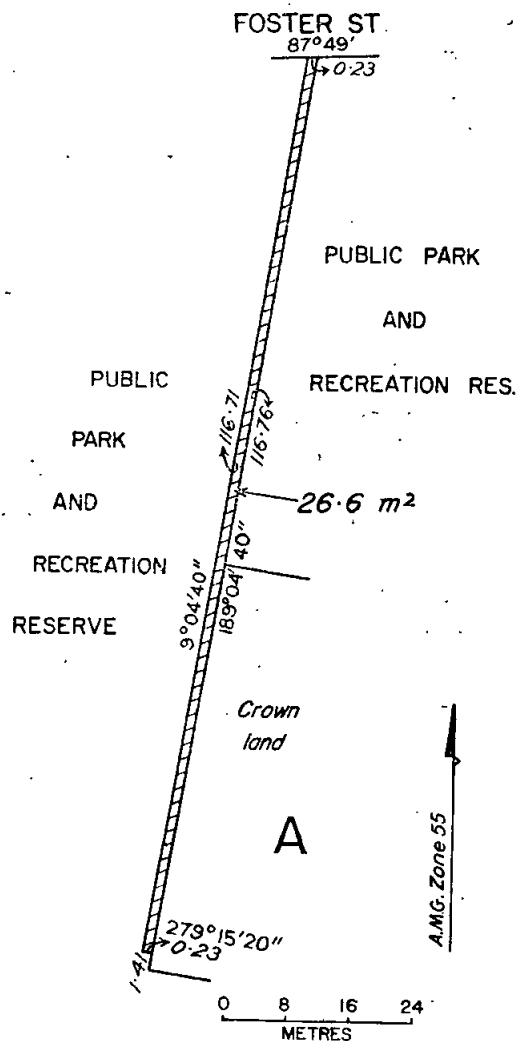 FOSTER ST.
87°49'
0·23
PUBLIC PARK
AND
RECREATION RES.
PUBLIC
PARK
AND
RECREATION
RESERVE
116·71
116·76
26·6 m²
9°04'40"
189°04' 40"
Crown
land
A
A.M.G. Zone 55
279°15'20"
0·23
1·41
0 8 16 24
METRES